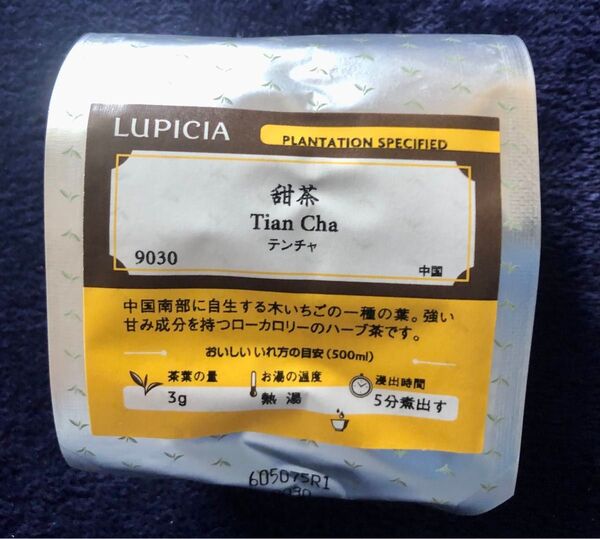 LUPICIA
PLANTATION SPECIFIED
甜茶
Tian Cha
テンチャ
9030
中国
中国南部に自生する木いちごの一種の葉。強い
甘み成分を持つローカロリーのハーブ茶です。
おいしいいれ方の目安(500ml)
茶葉の量
3g
お湯の温度
熱湯
浸出時間
5分煮出す
605075R1
9030